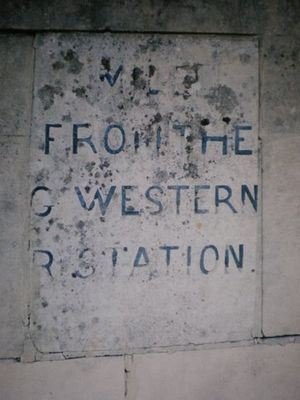 FROM THE
G WESTERN
R STATION.